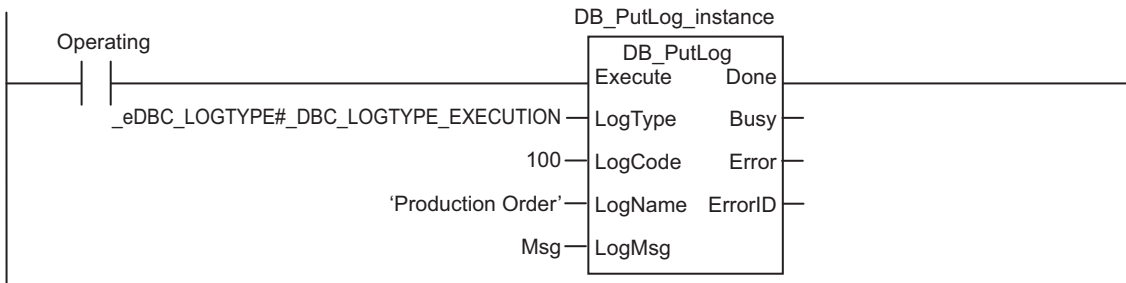 DB_PutLog_instance
Operating
DB_PutLog
Execute Done
_eDBC_LOGTYPE#_DBC_LOGTYPE_EXECUTION LogType Busy
100 LogCode Error
‘Production Order’ LogName ErrorID
Msg LogMsg